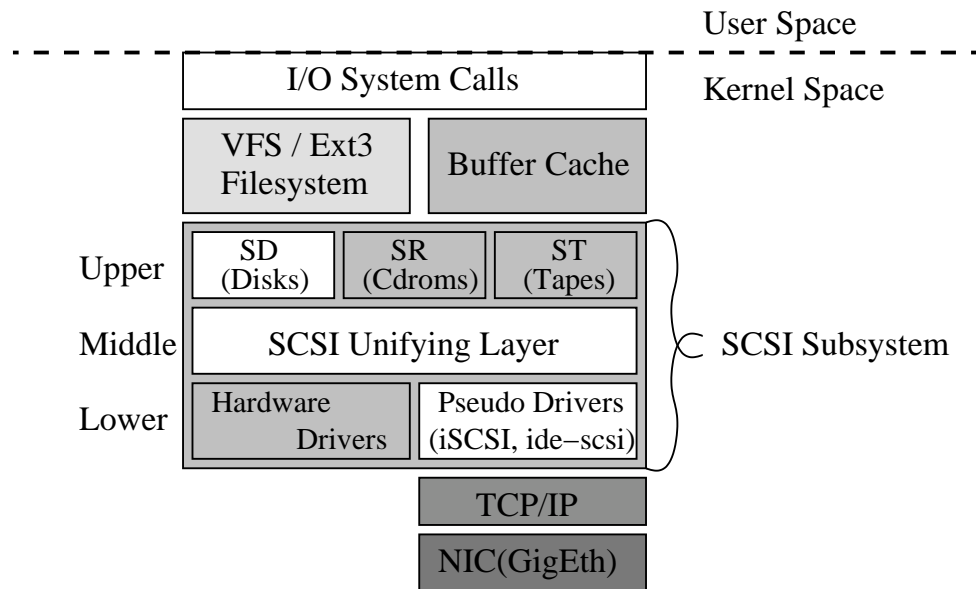 User Space
Kernel Space
I/O System Calls
VFS / Ext3
Filesystem
Buffer Cache
Upper
SD
(Disks)
SR
(Cdroms)
ST
(Tapes)
Middle
SCSI Unifying Layer
SCSI Subsystem
Lower
Hardware
Drivers
Pseudo Drivers
(iSCSI, ide−scsi)
TCP/IP
NIC(GigEth)